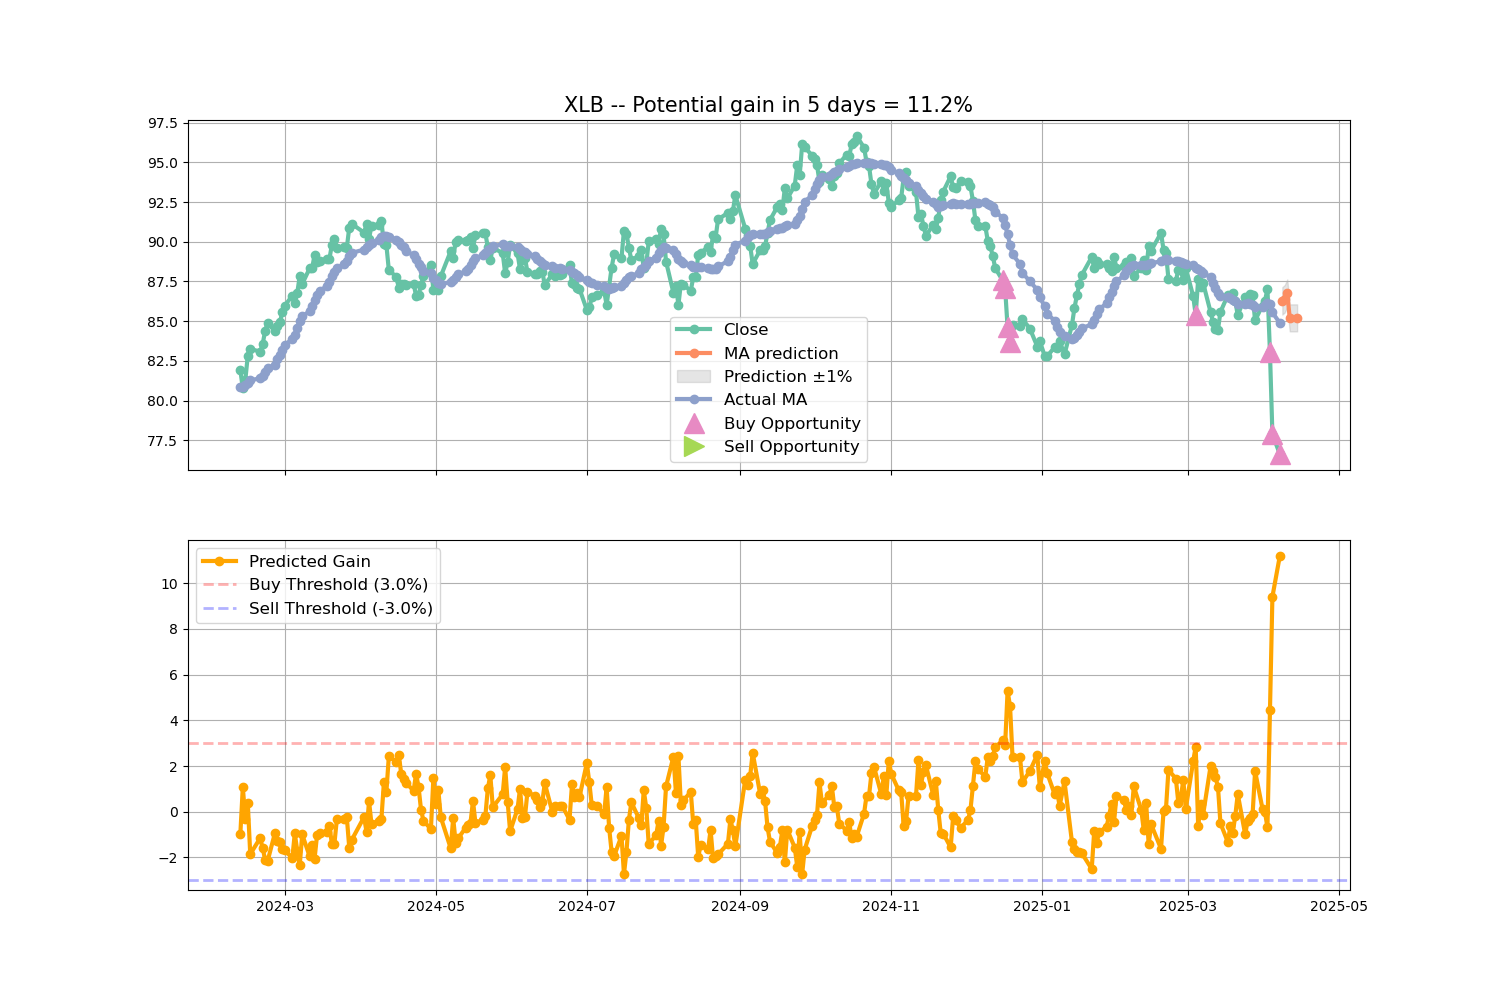 XLB -- Potential gain in 5 days = 11.2%
97.5
95.0
92.5
90.0
87.5
85.0
82.5
80.0
77.5
Close
MA prediction
Prediction ±1%
Actual MA
Buy Opportunity
Sell Opportunity
Predicted Gain
Buy Threshold (3.0%)
Sell Threshold (-3.0%)
10
8
6
4
2
0
−2
2024-03 2024-05 2024-07 2024-09 2024-11 2025-01 2025-03 2025-05